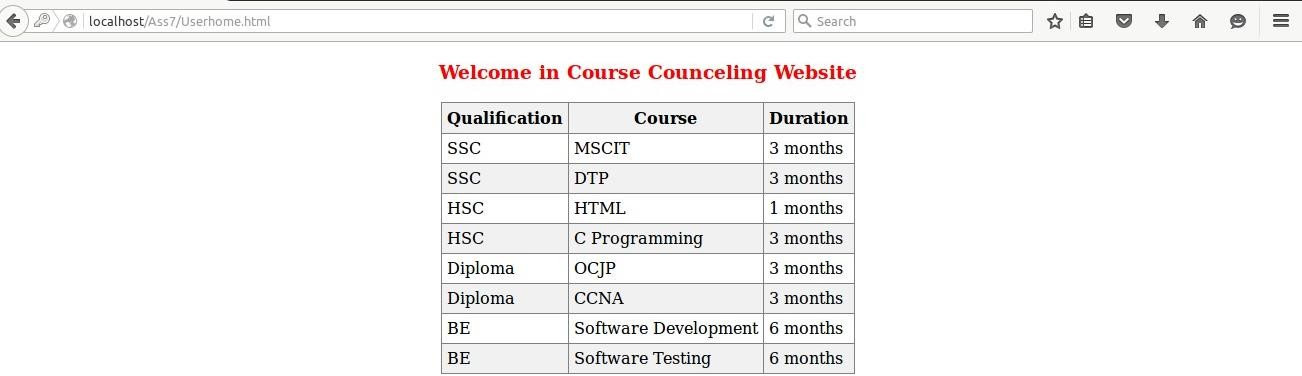 localhost/Ass7/Userhome.html
Search
Welcome in Course Counceling Website
Qualification Course Duration
SSC MSCIT 3 months
SSC DTP 3 months
HSC HTML 1 months
HSC C Programming 3 months
Diploma OCJP 3 months
Diploma CCNA 3 months
BE Software Development 6 months
BE Software Testing 6 months